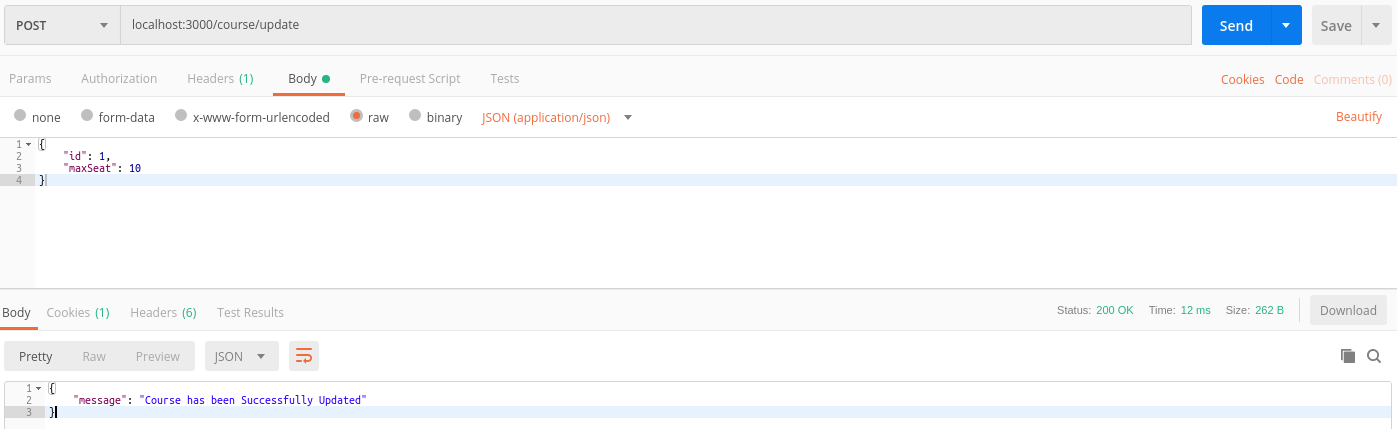 POST localhost:3000/course/update Send Save
Params Authorization Headers (1) Body Pre-request Script Tests Cookies Code Comments (0)
none form-data x-www-form-urlencoded raw binary JSON (application/json) Beautify
1 {
2 "id": 1,
3 "maxSeat": 10
4 }
Body Cookies (1) Headers (6) Test Results Status: 200 OK Time: 12 ms Size: 262 B Download
Pretty Raw Preview JSON
1 {
2 "message": "Course has been Successfully Updated"
3 }